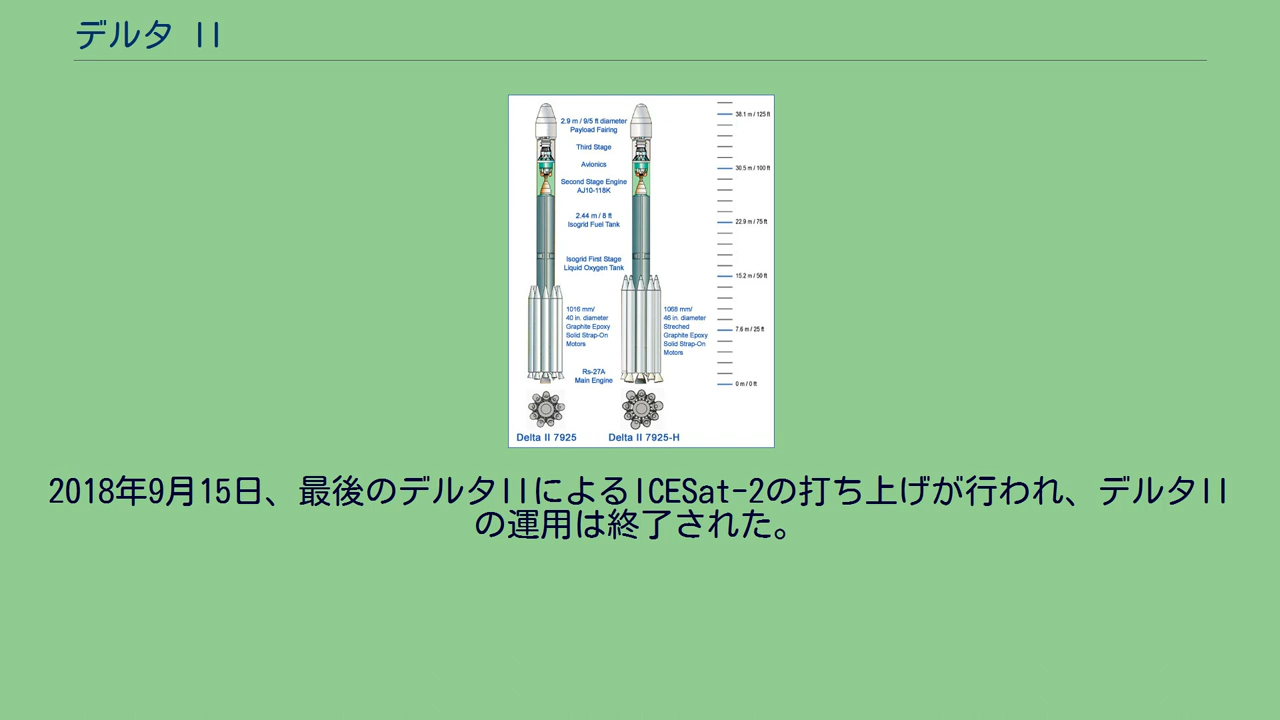 デルタ II
2.9 m / 9/5 ft diameter
Payload Fairing
Third Stage
Avionics
Second Stage Engine
AJ10-118K
2.44 m / 8 ft
Isogrid Fuel Tank
Isogrid First Stage
Liquid Oxygen Tank
1016 mm/
40 in. diameter
Graphite Epoxy
Solid Strap-On
Motors
1068 mm/
46 in. diameter
Streched
Graphite Epoxy
Solid Strap-On
Motors
Rs-27A
Main Engine
38.1 m / 125 ft
30.5 m / 100 ft
22.9 m / 75 ft
15.2 m / 50 ft
7.6 m / 25 ft
0 m / 0 ft
Delta II 7925
Delta II 7925-H
2018年9月15日、最後のデルタIIによるICESat-2の打ち上げが行われ、デルタII
の運用は終了された。